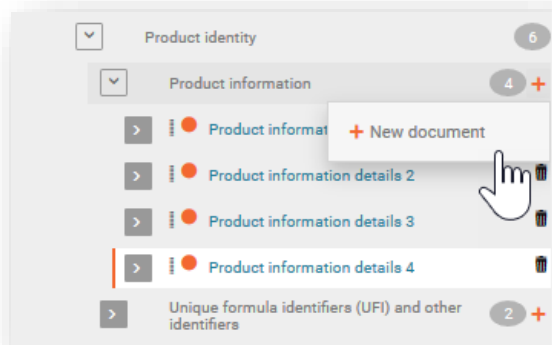 Product identity 6
Product information 4 +
Product informat
+ New document
Product information details 2
Product information details 3
Product information details 4
Unique formula identifiers (UFI) and other 2 +
identifiers